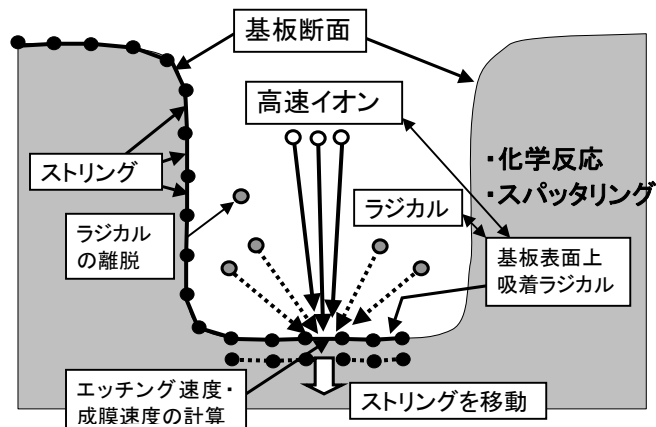 基板断面
高速イオン
・化学反応
・スパッタリング
ストリング
ラジカル
ラジカル
の離脱
基板表面上
吸着ラジカル
エッチング速度・
成膜速度の計算
ストリングを移動